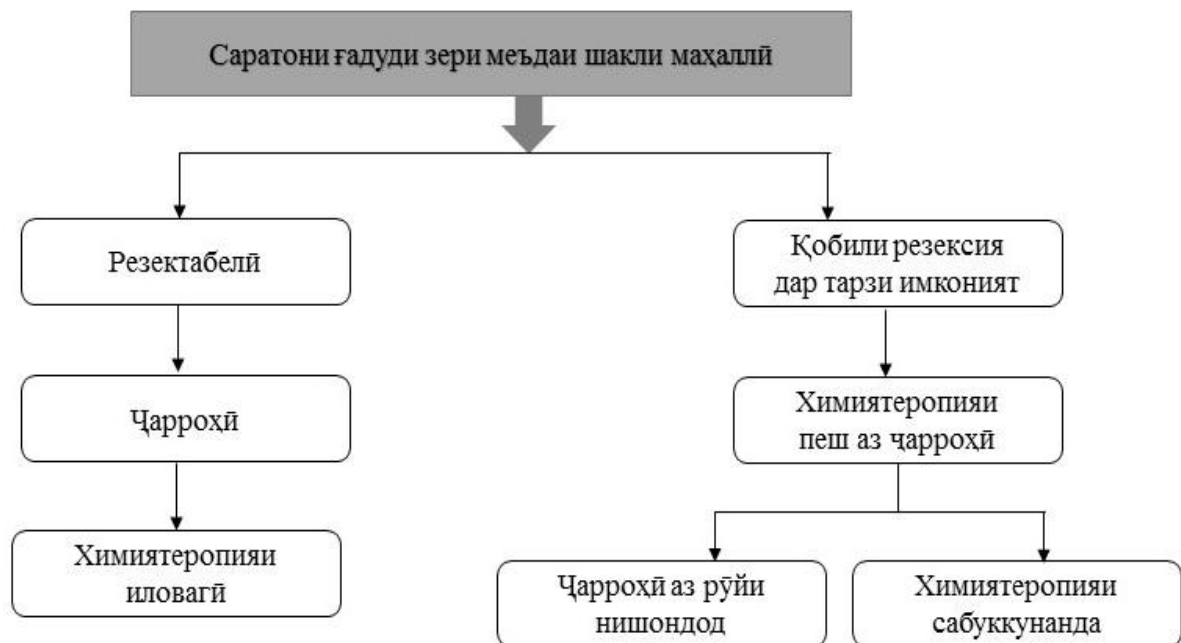 Саратони ғадуди зери меъдаи шакли маҳаллӣ
Резектабелӣ
Қобили резексия
дар тарзи имконият
Ҷарроҳӣ
Химиятеропияи
пеш аз ҷарроҳӣ
Химиятеропияи
иловагӣ
Ҷарроҳӣ аз рӯйи
нишондод
Химиятеропияи
сабуккунанда